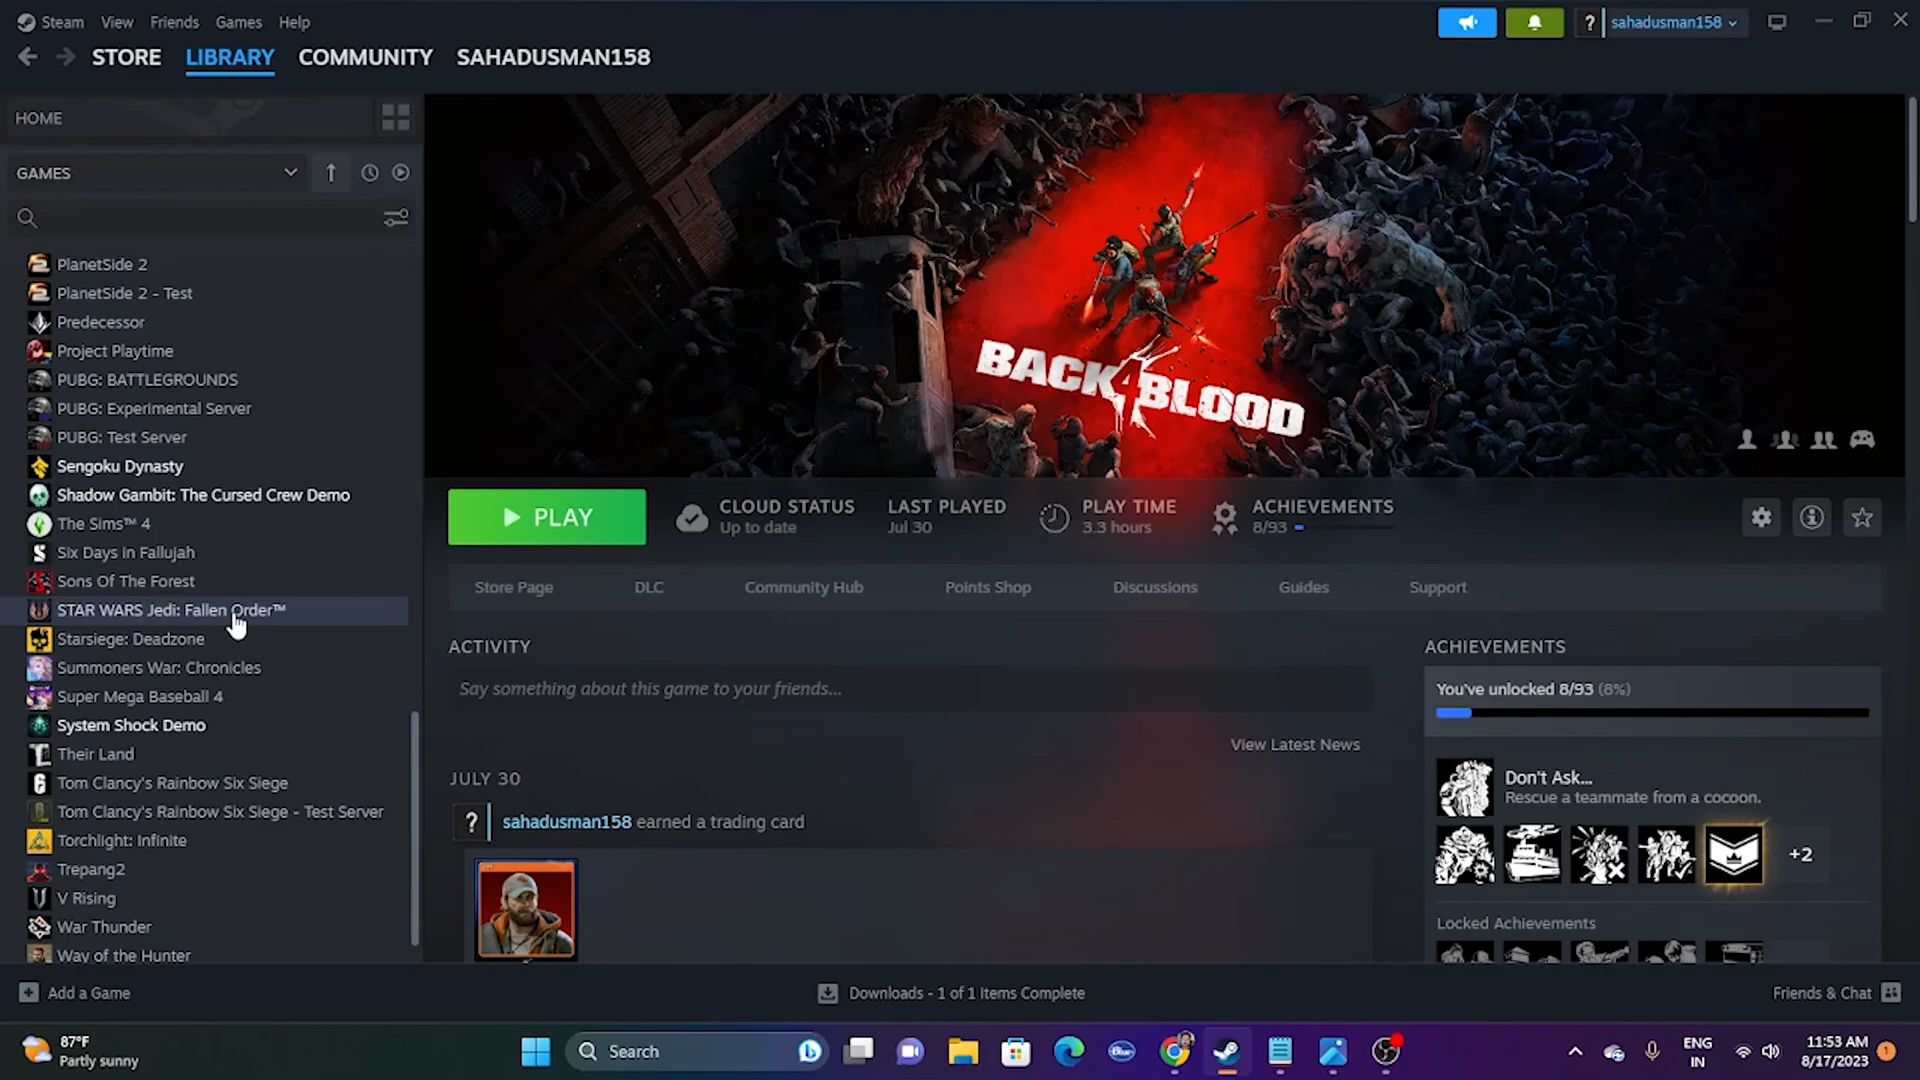 Steam View Friends Games Help
sahadusman158
STORE LIBRARY COMMUNITY SAHADUSMAN158
HOME
GAMES
PlanetSide 2
PlanetSide 2 - Test
Predecessor
Project Playtime
PUBG: BATTLEGROUNDS
PUBG: Experimental Server
PUBG: Test Server
Sengoku Dynasty
Shadow Gambit: The Cursed Crew Demo
The Sims™ 4
Six Days in Fallujah
Sons Of The Forest
STAR WARS Jedi: Fallen Order™
Starsiege: Deadzone
Summoners War: Chronicles
Super Mega Baseball 4
System Shock Demo
Their Land
Tom Clancy's Rainbow Six Siege
Tom Clancy's Rainbow Six Siege - Test Server
Torchlight: Infinite
Trepang2
V Rising
War Thunder
Way of the Hunter
BACK 4 BLOOD
PLAY
CLOUD STATUS
Up to date
LAST PLAYED
Jul 30
PLAY TIME
3.3 hours
ACHIEVEMENTS
8/93
Store Page DLC Community Hub Points Shop Discussions Guides Support
ACTIVITY
Say something about this game to your friends...
View Latest News
JULY 30
? sahadusman158 earned a trading card
ACHIEVEMENTS
You've unlocked 8/93 (8%)
Don't Ask...
Rescue a teammate from a cocoon.
+2
Locked Achievements
Add a Game
Downloads - 1 of 1 Items Complete
Friends & Chat
87°F
Partly sunny
Search
ENG
IN
11:53 AM
8/17/2023
1